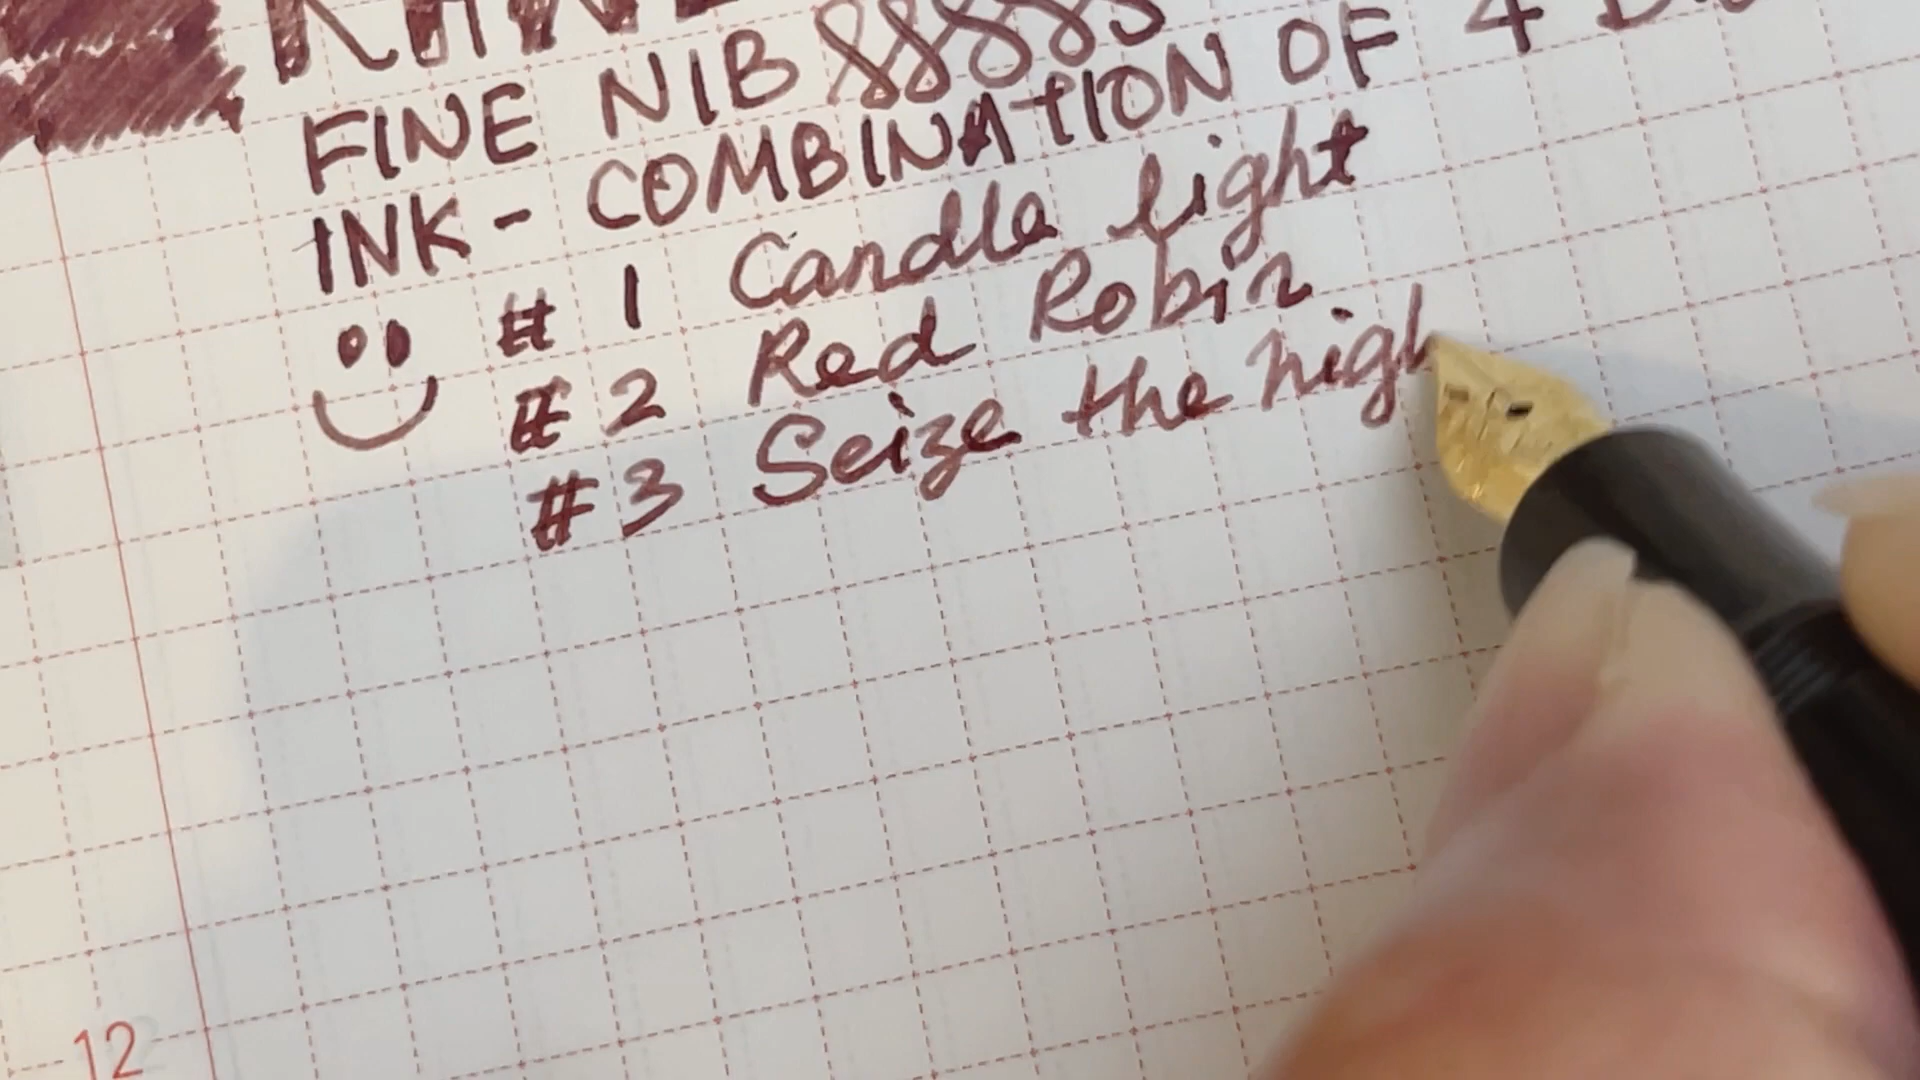 FINE NIB
INK - COMBINATION OF 4
# 1 Candle light
# 2 Red Robin
# 3 Seize the nigh
12